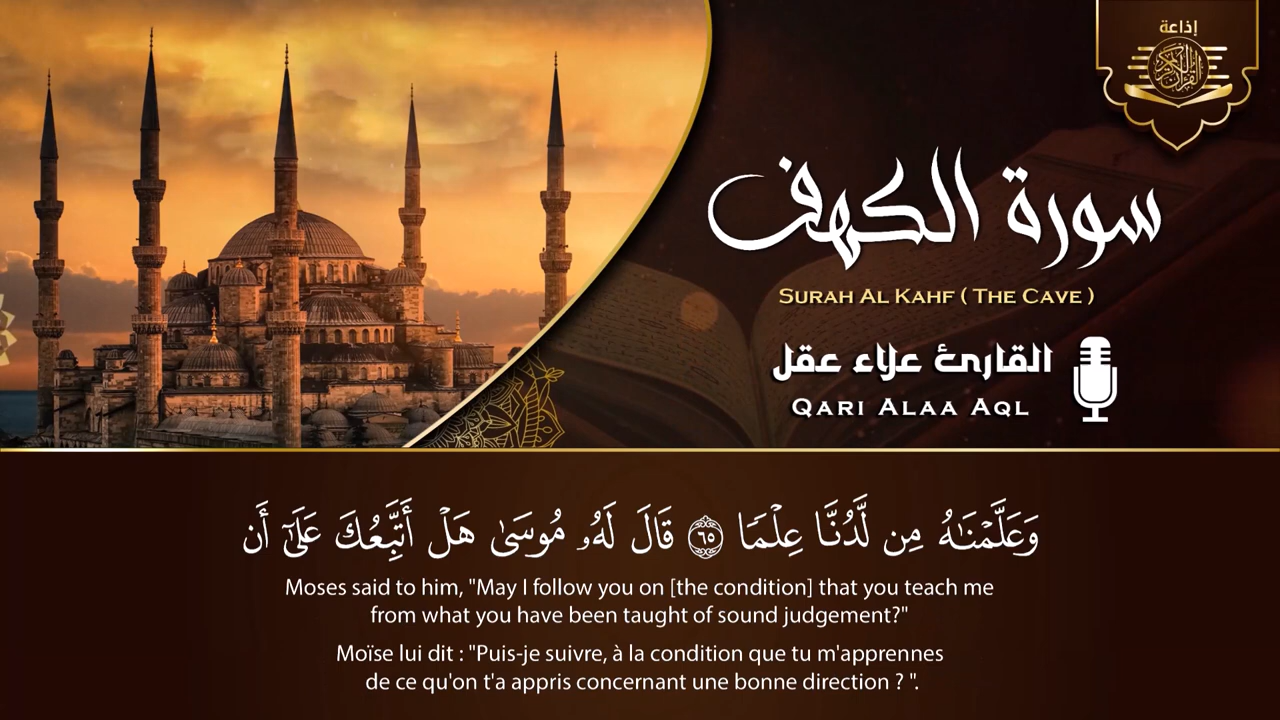 إذاعة
القرآن الكريم
سورة الكهف
SURAH AL KAHF ( THE CAVE )
القارئ علاء عقل
QARI ALAA AQL
وَعَلَّمْنَـٰهُ مِن لَّدُنَّا عِلْمًا ٦٥ قَالَ لَهُۥ مُوسَىٰ هَلْ أَتَّبِعُكَ عَلَىٰٓ أَن
Moses said to him, "May I follow you on [the condition] that you teach me
from what you have been taught of sound judgement?"
Moïse lui dit : "Puis-je suivre, à la condition que tu m'apprennes
de ce qu'on t'a appris concernant une bonne direction ? ".